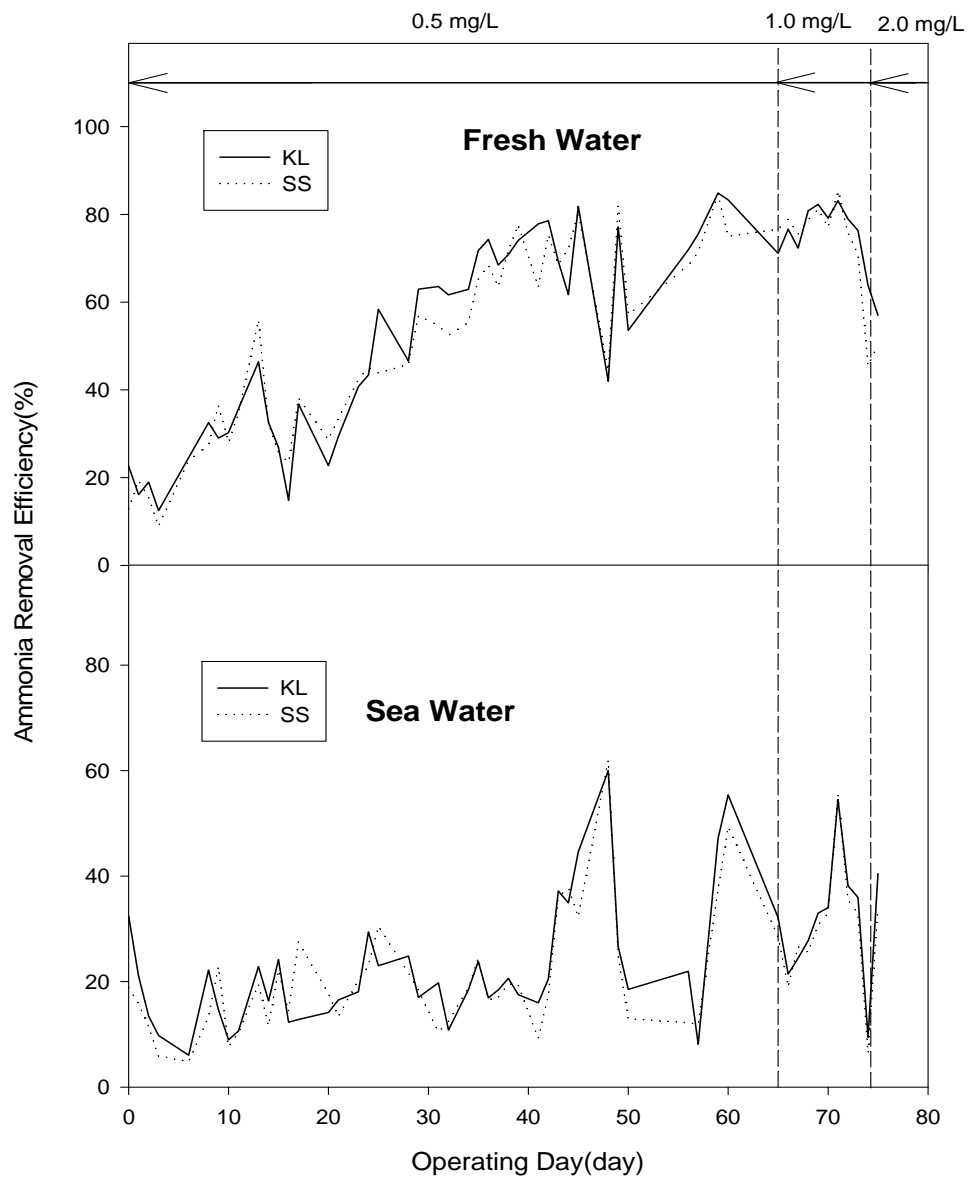 0.5 mg/L 1.0 mg/L 2.0 mg/L
100
Fresh Water
KL
SS
80
60
40
20
0
Ammonia Removal Efficiency(%)
80
KL
SS
Sea Water
60
40
20
0
0 10 20 30 40 50 60 70 80
Operating Day(day)